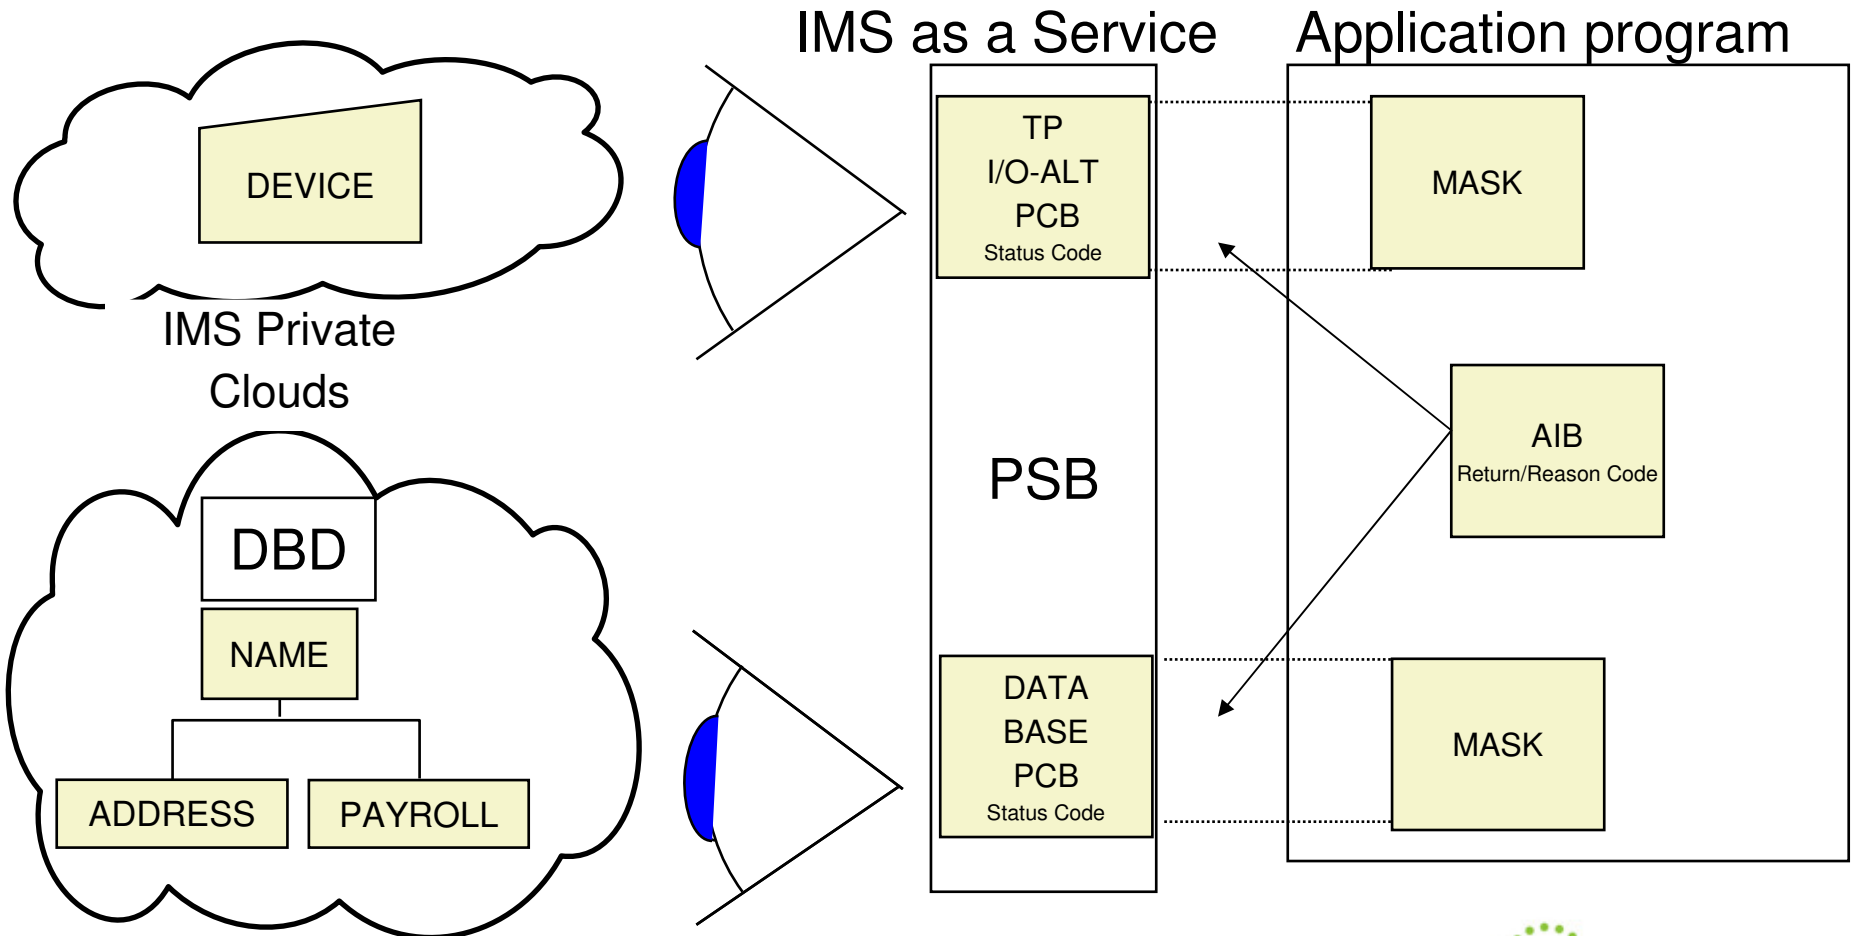 IMS as a Service
Application program
DEVICE
TP
I/O-ALT
PCB
Status Code
MASK
IMS Private
Clouds
AIB
Return/Reason Code
PSB
DBD
NAME
ADDRESS
PAYROLL
DATA
BASE
PCB
Status Code
MASK